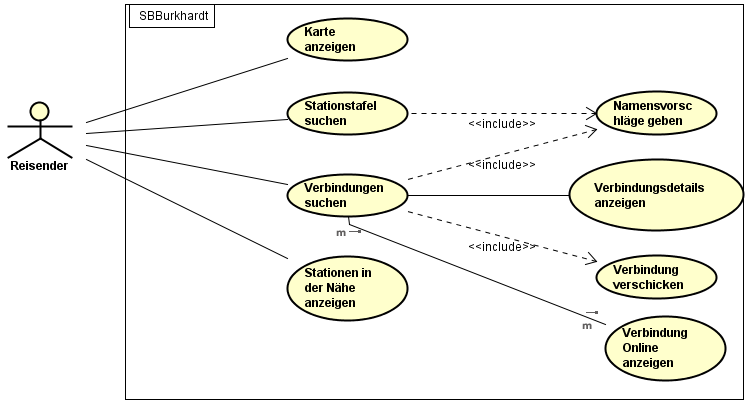 SBBurkhardt
Karte
anzeigen
Stationstafel
suchen
<<include>>
Namensvorsc
hläge geben
Reisender
<<include>>
Verbindungen
suchen
Verbindungsdetails
anzeigen
m
<<include>>
Stationen in
der Nähe
anzeigen
Verbindung
verschicken
m
Verbindung
Online
anzeigen